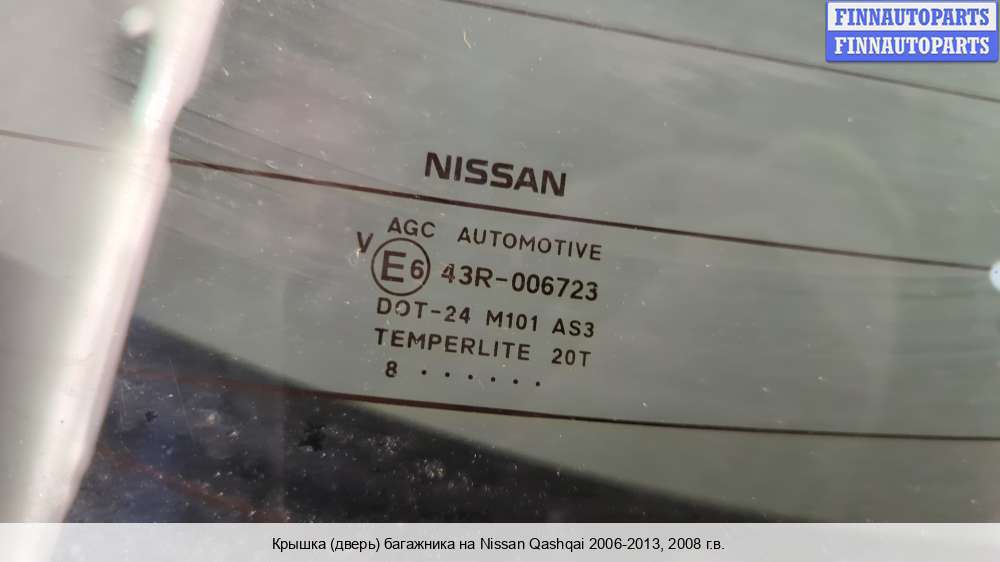 FINNAUTOPARTS
FINNAUTOPARTS
NISSAN
AGC AUTOMOTIVE
V E6 43R-006723
DOT-24 M101 AS3
TEMPERLITE 20T
8 . . . . . .
Крышка (дверь) багажника на Nissan Qashqai 2006-2013, 2008 г.в.